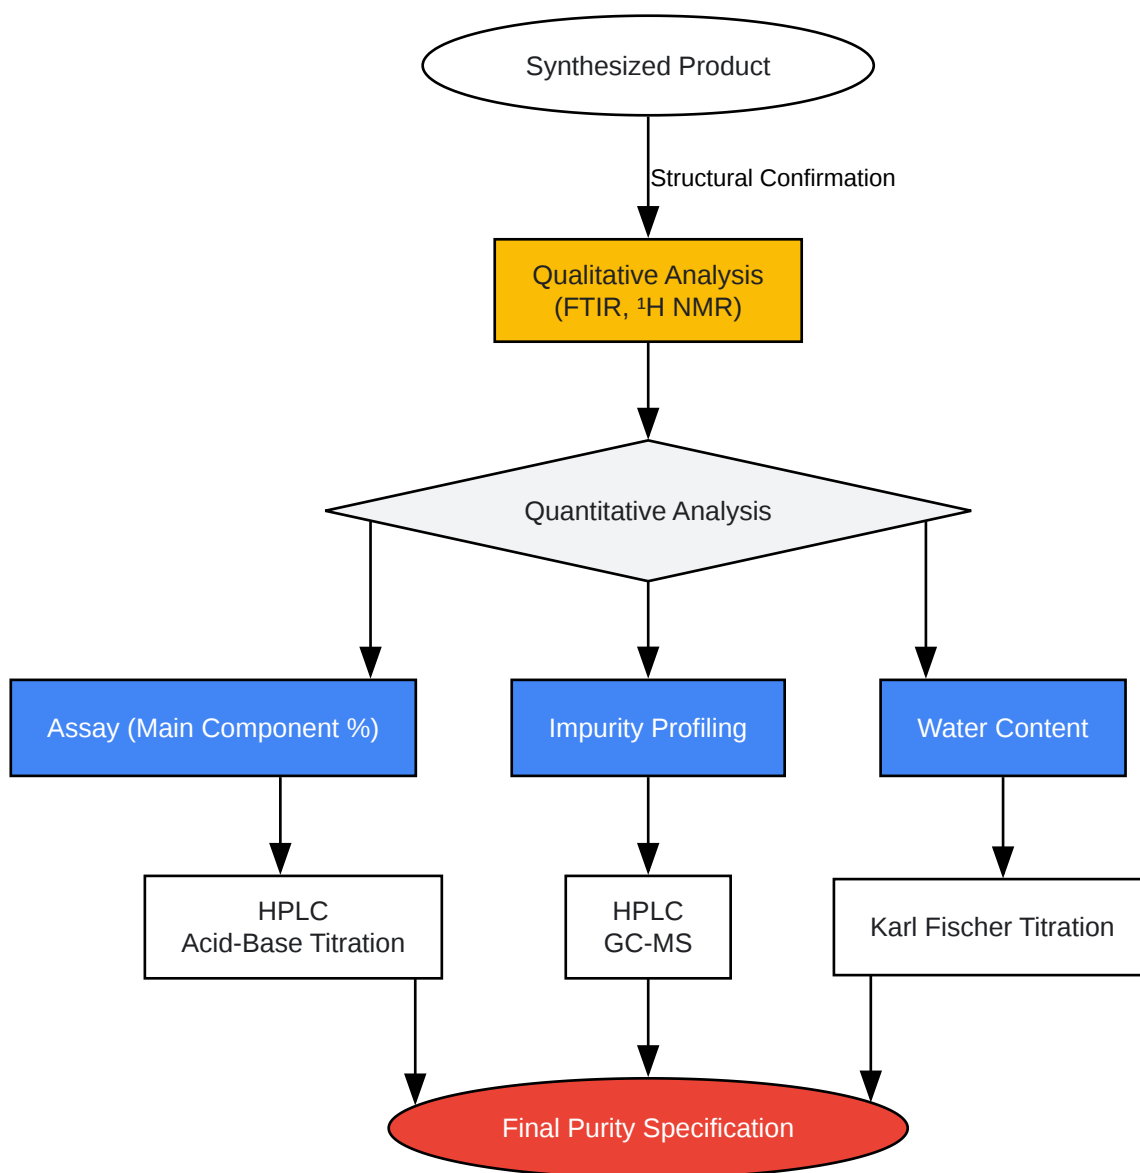 Synthesized Product
Structural Confirmation
Qualitative Analysis
(FTIR, ¹H NMR)
Quantitative Analysis
Assay (Main Component %)
Impurity Profiling
Water Content
HPLC
Acid-Base Titration
HPLC
GC-MS
Karl Fischer Titration
Final Purity Specification